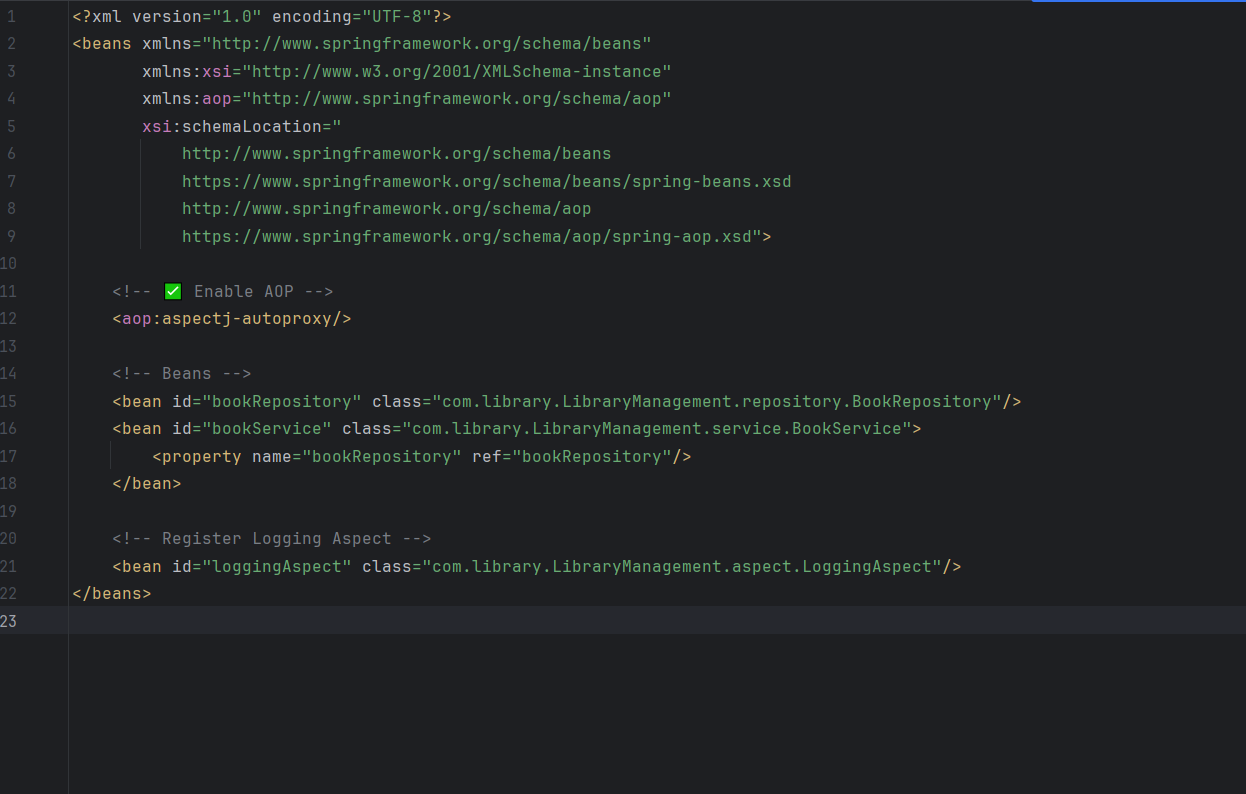 1 <?xml version="1.0" encoding="UTF-8"?>
2 <beans xmlns="http://www.springframework.org/schema/beans"
3        xmlns:xsi="http://www.w3.org/2001/XMLSchema-instance"
4        xmlns:aop="http://www.springframework.org/schema/aop"
5        xsi:schemaLocation="
6            http://www.springframework.org/schema/beans
7            https://www.springframework.org/schema/beans/spring-beans.xsd
8            http://www.springframework.org/schema/aop
9            https://www.springframework.org/schema/aop/spring-aop.xsd">
10
11     <!-- ✅ Enable AOP -->
12     <aop:aspectj-autoproxy/>
13
14     <!-- Beans -->
15     <bean id="bookRepository" class="com.library.LibraryManagement.repository.BookRepository"/>
16     <bean id="bookService" class="com.library.LibraryManagement.service.BookService">
17         <property name="bookRepository" ref="bookRepository"/>
18     </bean>
19
20     <!-- Register Logging Aspect -->
21     <bean id="loggingAspect" class="com.library.LibraryManagement.aspect.LoggingAspect"/>
22 </beans>
23